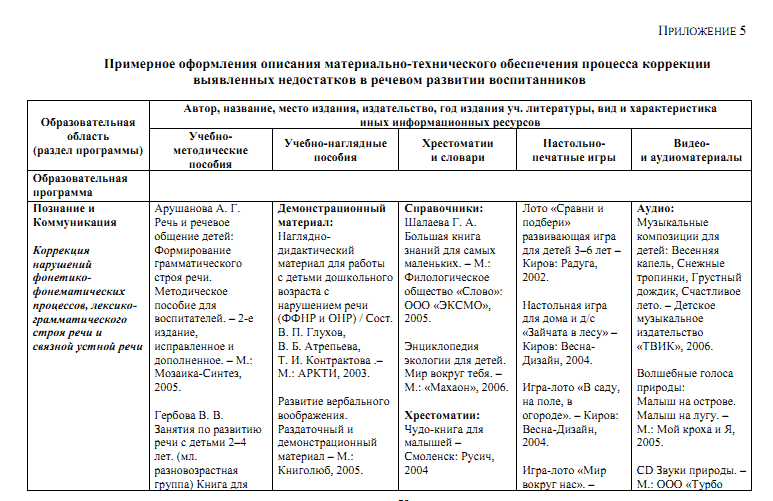 ПРИЛОЖЕНИЕ 5
Примерное оформления описания материально-технического обеспечения процесса коррекции
выявленных недостатков в речевом развитии воспитанников
Образовательная
область
(раздел программы)
Автор, название, место издания, издательство, год издания уч. литературы, вид и характеристика
иных информационных ресурсов
Учебно-
методические
пособия
Учебно-наглядные
пособия
Хрестоматии
и словари
Настольно-
печатные игры
Видео-
и аудиоматериалы
Образовательная
программа
Познание и
Коммуникация
Коррекция
нарушений
фонетико-
фонематических
процессов, лексико-
грамматического
строя речи и
связной устной речи
Арушанова А. Г.
Речь и речевое
общение детей:
Формирование
грамматического
строя речи.
Методическое
пособие для
воспитателей. – 2-е
издание,
исправленное и
дополненное. – М.:
Мозаика-Синтез,
2005.
Гербова В. В.
Занятия по развитию
речи с детьми 2–4
лет. (мл.
разновозрастная
группа) Книга для
Демонстрационный
материал:
Наглядно-
дидактический
материал для работы
с детьми дошкольного
возраста с
нарушением речи
(ФФНР и ОНР) / Сост.
В. П. Глухов,
В. Б. Атрепьева,
Т. И. Контрактова .–
М.: АРКТИ, 2003.
Развитие вербального
воображения.
Раздаточный и
демонстрационный
материал – М.:
Книголюб, 2005.
Справочники:
Шалаева Г. А.
Большая книга
знаний для самых
маленьких. – М.:
Филологическое
общество «Слово»:
ООО «ЭКСМО»,
2005.
Энциклопедия
экологии для детей.
Мир вокруг тебя. –
М.: «Махаон», 2006.
Хрестоматии:
Чудо-книга для
малышей –
Смоленск: Русич,
2004
Лото «Сравни и
подбери»
развивающая игра
для детей 3–6 лет –
Киров: Радуга,
2002.
Настольная игра
для дома и д/с
«Зайчата в лесу» –
Киров: Весна-
Дизайн, 2004.
Игра-лото «В саду,
на поле, в
огороде». – Киров:
Весна-Дизайн,
2004.
Игра-лото «Мир
вокруг нас». –
Аудио:
Музыкальные
композиции для
детей: Весенняя
капель, Снежные
тропинки, Грустный
дождик, Счастливое
лето. – Детское
музыкальное
издательство
«ТВИК», 2006.
Волшебные голоса
природы:
Малыш на острове.
Малыш на лугу. –
М.: Мой кроха и Я,
2005.
CD Звуки природы. –
М.: ООО «Турбо